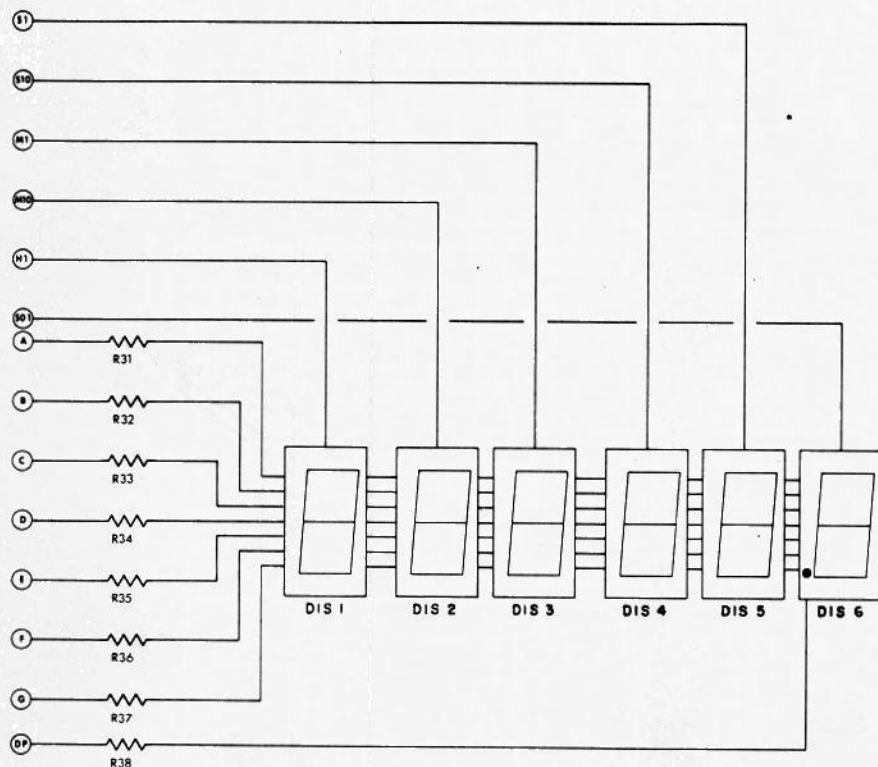 S1
S10
M1
M10
H1
S01
A
R31
B
R32
C
R33
D
R34
E
R35
F
R36
G
R37
DP
R38
DIS 1 DIS 2 DIS 3 DIS 4 DIS 5 DIS 6